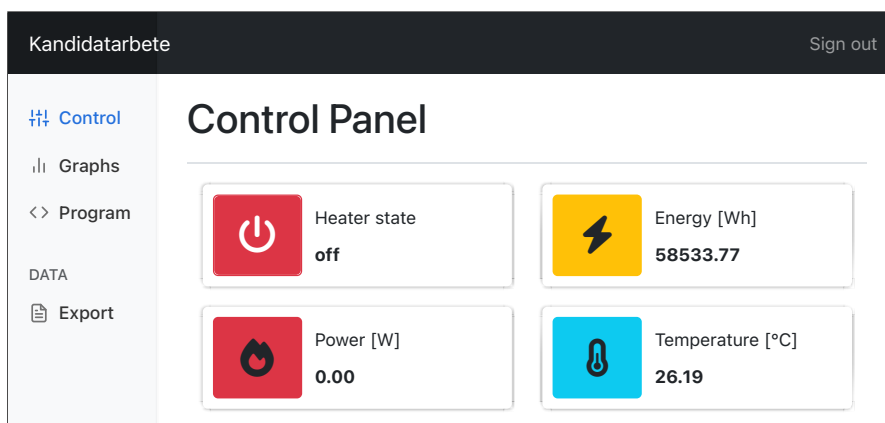 Kandidatarbete
Sign out
Control
Graphs
Program
DATA
Export
Control Panel
Heater state
off
Energy [Wh]
58533.77
Power [W]
0.00
Temperature [°C]
26.19